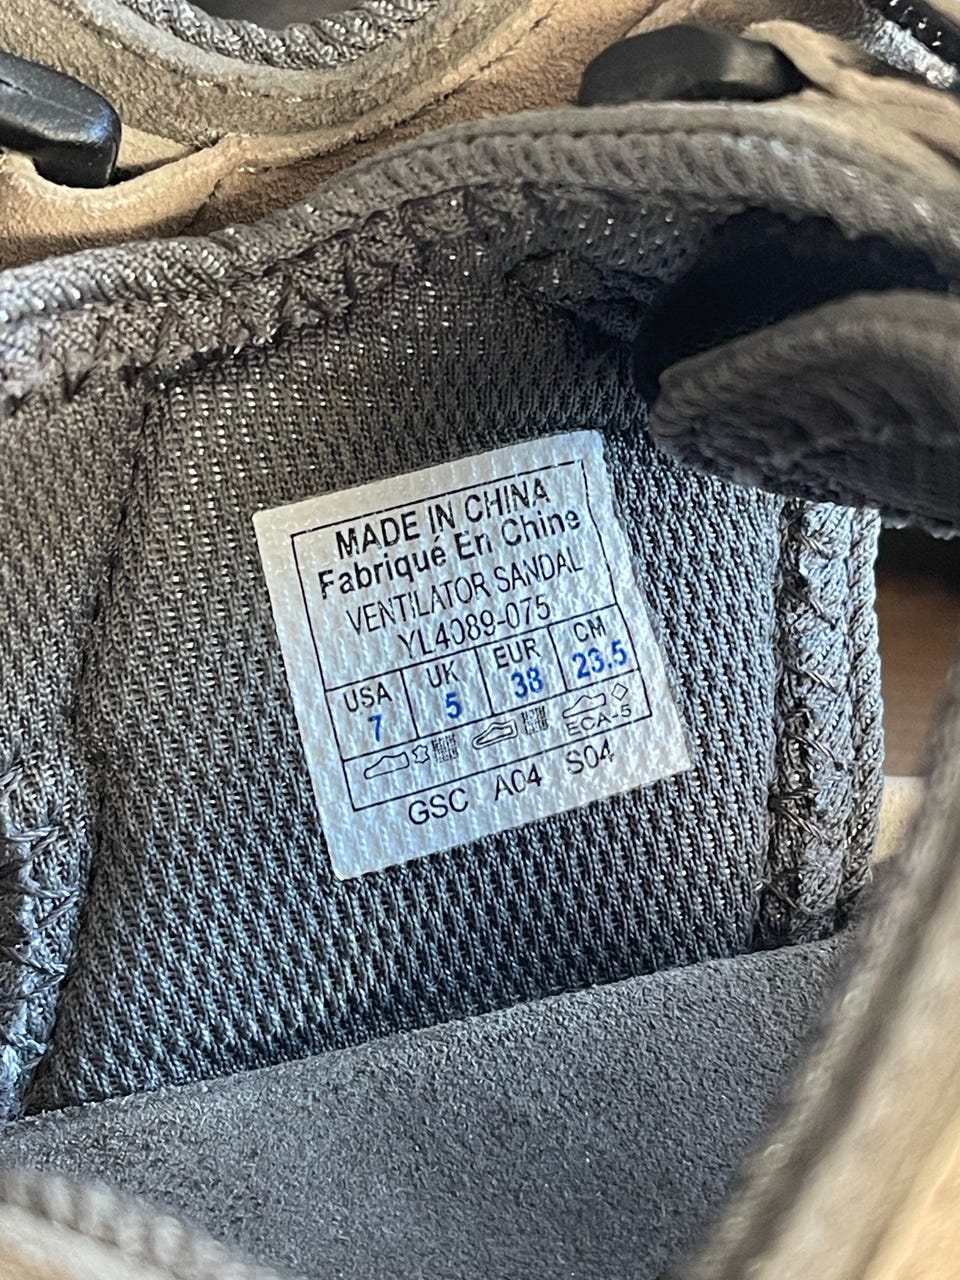 MADE IN CHINA
Fabriqué En Chine
VENTILATOR SANDAL
YL4089-075
USA UK EUR CM
7 5 38 23.5
ECA-5
GSC A04 S04